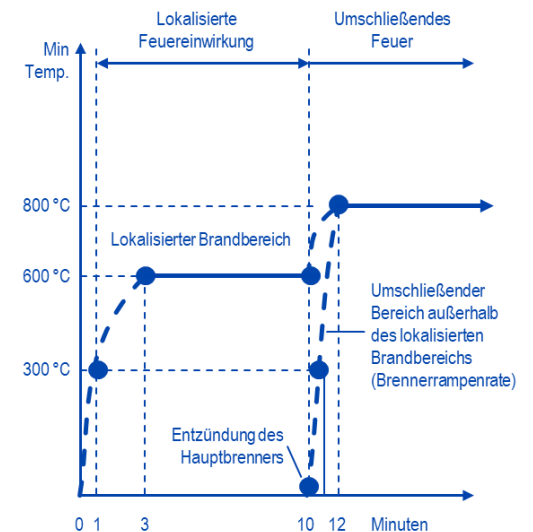 Lokalisierte
Feuereinwirkung
Umschließendes
Feuer
Min
Temp.
800 °C
Lokalisierter Brandbereich
600 °C
Umschließender
Bereich außerhalb
des lokalisierten
Brandbereichs
(Brennerrampenrate)
300 °C
Entzündung des
Hauptbrenners
0 1 3 10 12 Minuten